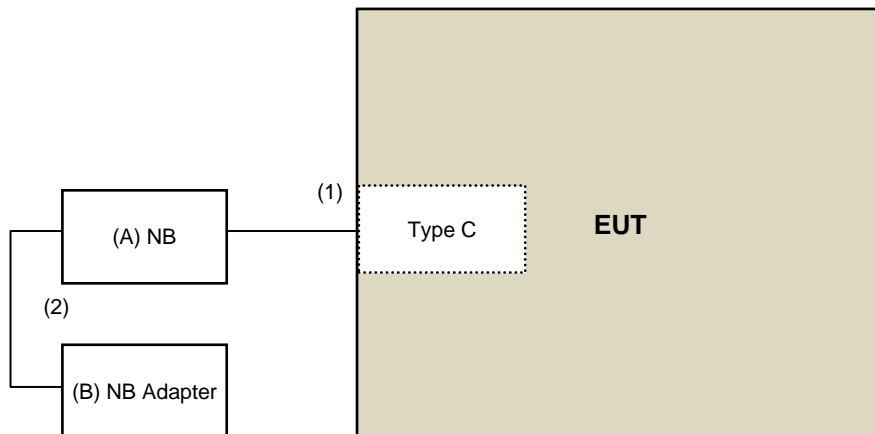 (1)
(A) NB
Type C
EUT
(2)
(B) NB Adapter